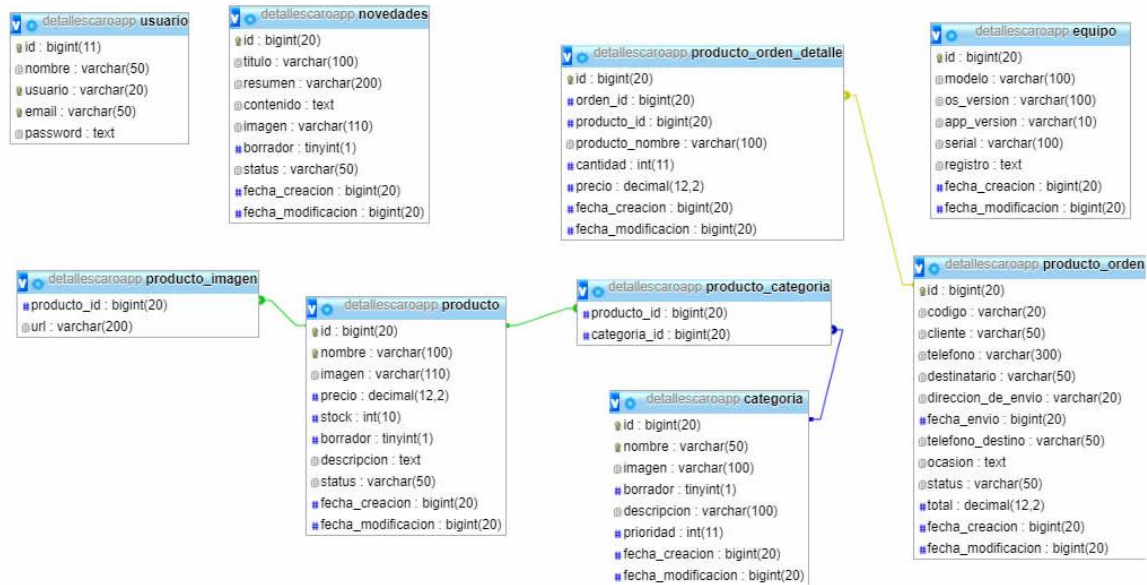 detallescaroapp usuario
id : bigint(11)
nombre : varchar(50)
usuario : varchar(20)
email : varchar(50)
password : text
detallescaroapp novedades
id : bigint(20)
titulo : varchar(100)
resumen : varchar(200)
contenido : text
imagen : varchar(110)
# borrador : tinyint(1)
status : varchar(50)
# fecha_creacion : bigint(20)
# fecha_modificacion : bigint(20)
detallescaroapp producto_orden_detalle
id : bigint(20)
# orden_id : bigint(20)
# producto_id : bigint(20)
producto_nombre : varchar(100)
# cantidad : int(11)
# precio : decimal(12,2)
# fecha_creacion : bigint(20)
# fecha_modificacion : bigint(20)
detallescaroapp equipo
id : bigint(20)
modelo : varchar(100)
os_version : varchar(100)
app_version : varchar(10)
serial : varchar(100)
registro : text
# fecha_creacion : bigint(20)
# fecha_modificacion : bigint(20)
detallescaroapp producto_imagen
# producto_id : bigint(20)
url : varchar(200)
detallescaroapp producto
id : bigint(20)
nombre : varchar(100)
imagen : varchar(110)
# precio : decimal(12,2)
# stock : int(10)
# borrador : tinyint(1)
descripcion : text
status : varchar(50)
# fecha_creacion : bigint(20)
# fecha_modificacion : bigint(20)
detallescaroapp producto_categoria
# producto_id : bigint(20)
# categoria_id : bigint(20)
detallescaroapp categoria
id : bigint(20)
nombre : varchar(50)
imagen : varchar(100)
# borrador : tinyint(1)
descripcion : varchar(100)
# prioridad : int(11)
# fecha_creacion : bigint(20)
# fecha_modificacion : bigint(20)
detallescaroapp producto_orden
id : bigint(20)
codigo : varchar(20)
cliente : varchar(50)
telefono : varchar(300)
destinatario : varchar(50)
direccion_de_envio : varchar(20)
# fecha_envio : bigint(20)
telefono_destino : varchar(50)
ocasion : text
status : varchar(50)
# total : decimal(12,2)
# fecha_creacion : bigint(20)
# fecha_modificacion : bigint(20)